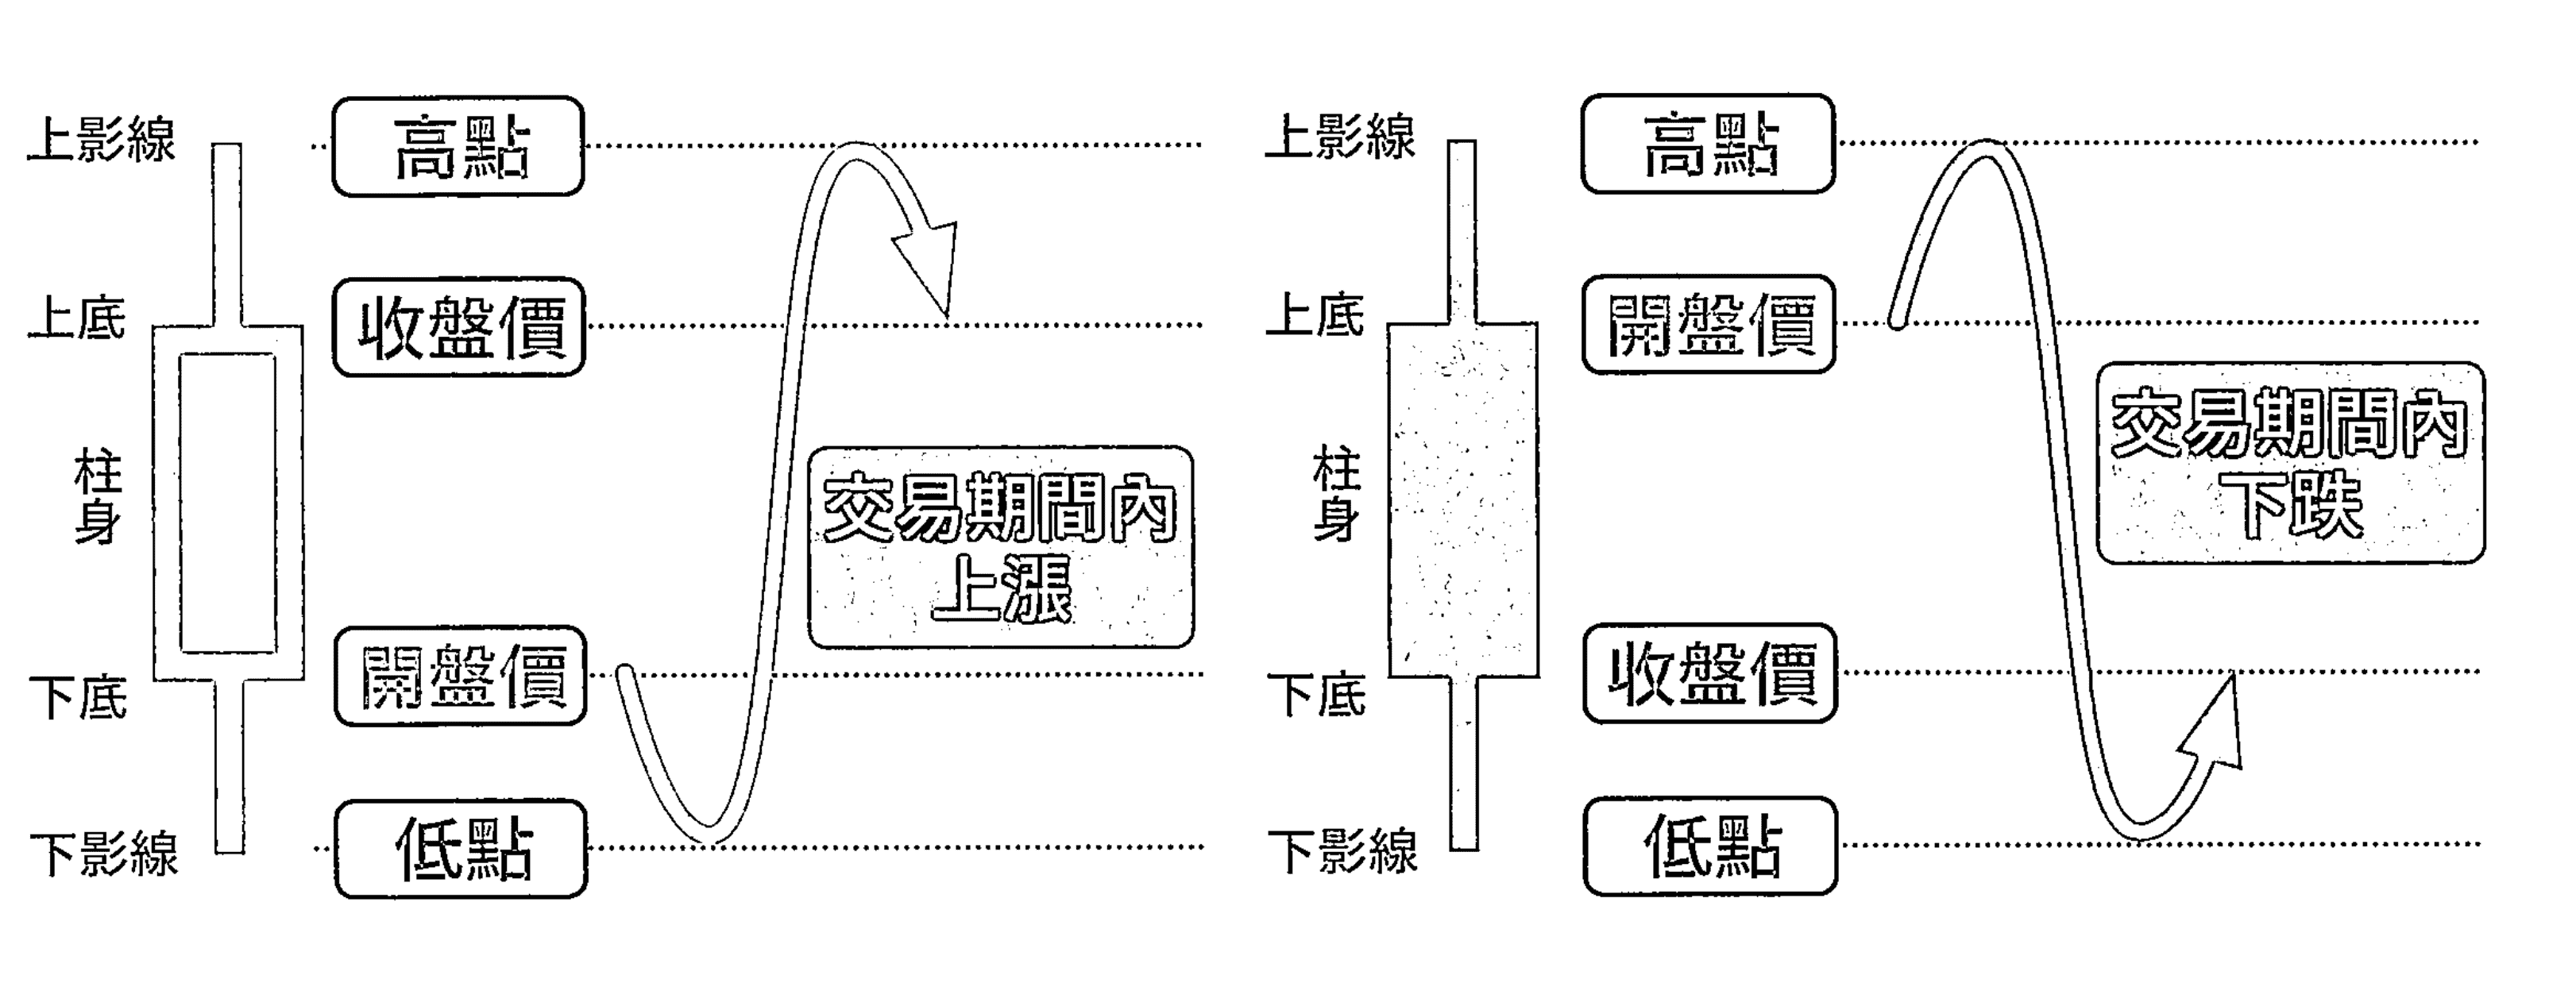 上影線
高點
上底
收盤價
柱身
交易期間內
上漲
下底
開盤價
下影線
低點
上影線
高點
上底
開盤價
柱身
交易期間內
下跌
下底
收盤價
下影線
低點